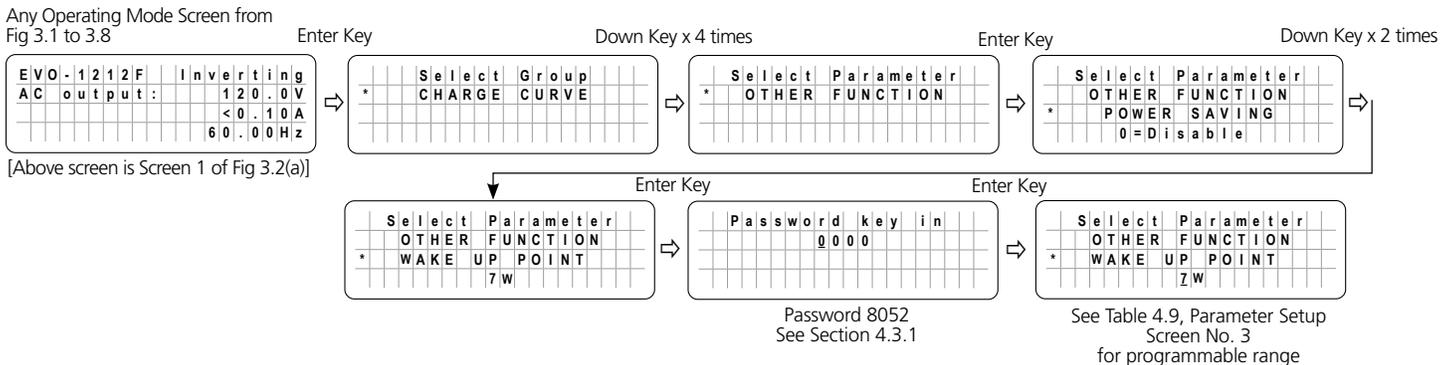 Any Operating Mode Screen from
Fig 3.1 to 3.8
Enter Key
Down Key x 4 times
Enter Key
Down Key x 2 times
EVO-1212F Inverting
AC output: 120.0V
<0.10A
60.00Hz
Select Group
* CHARGE CURVE
Select Parameter
* OTHER FUNCTION
Select Parameter
OTHER FUNCTION
* POWER SAVING
0=Disable
[Above screen is Screen 1 of Fig 3.2(a)]
Enter Key
Enter Key
Select Parameter
OTHER FUNCTION
* WAKE UP POINT
7W
Password key in
0000
Select Parameter
OTHER FUNCTION
* WAKE UP POINT
7W
Password 8052
See Section 4.3.1
See Table 4.9, Parameter Setup
Screen No. 3
for programmable range